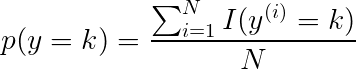 p(y = k) = \frac{\sum_{i=1}^{N} I(y^{(i)} = k)}{N}